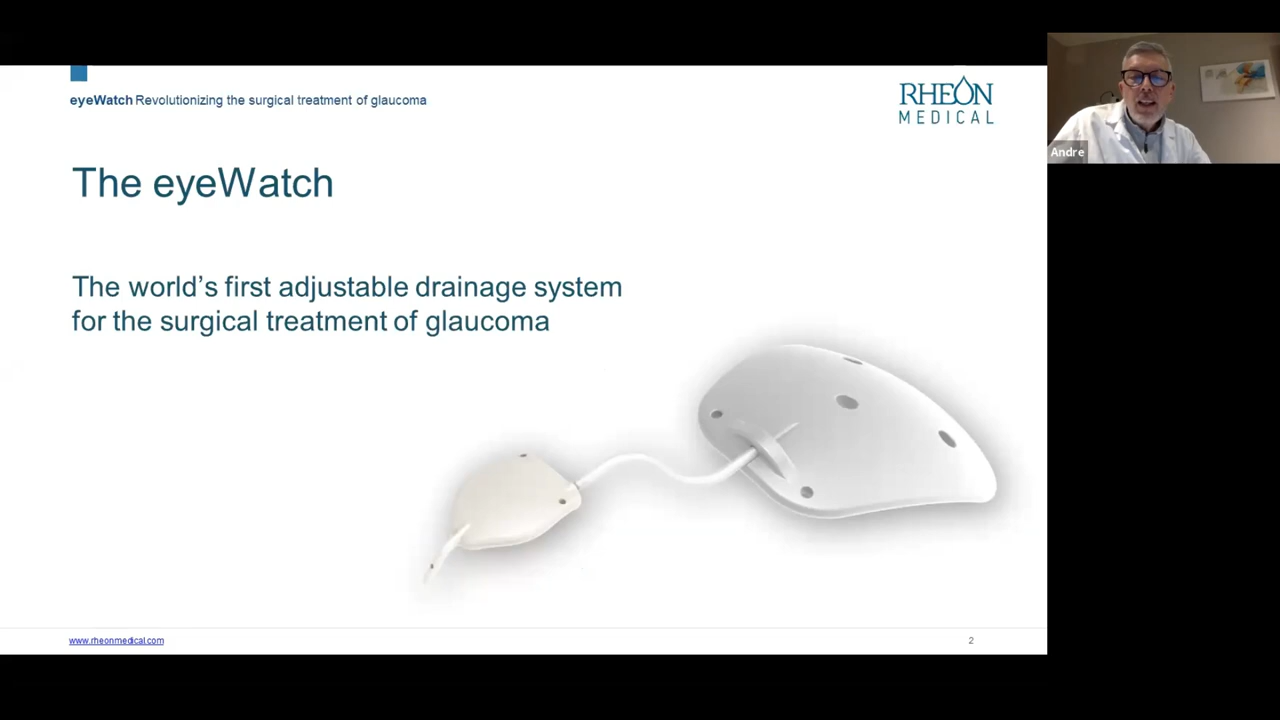 eyeWatch Revolutionizing the surgical treatment of glaucoma
RHEON
MEDICAL
Andre
The eyeWatch
The world's first adjustable drainage system
for the surgical treatment of glaucoma
www.rheonmedical.com
2